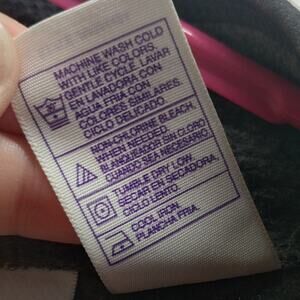 MACHINE WASH COLD
WITH LIKE COLORS,
GENTLE CYCLE. LAVAR
EN LAVADORA CON
AGUA FRIA, CON
COLORES SIMILARES,
CICLO DELICADO.
NON-CHLORINE BLEACH,
WHEN NEEDED.
BLANQUEADOR SIN CLORO
CUANDO SEA NECESARIO.
TUMBLE DRY LOW.
SECAR EN SECADORA,
CICLO LENTO.
COOL IRON.
PLANCHA FRIA.